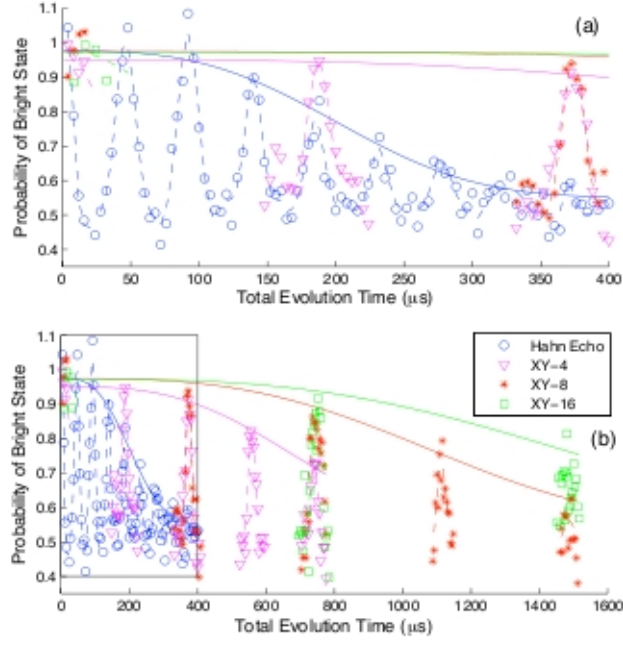 (a)
Probability of Bright State
1.1
1
0.9
0.8
0.7
0.6
0.5
0.4
0 50 100 150 200 250 300 350 400
Total Evolution Time (μs)
(b)
Probability of Bright State
1.1
1.0
0.9
0.8
0.7
0.6
0.5
0.4
Hahn Echo
XY-4
XY-8
XY-16
0 200 400 600 800 1000 1200 1400 1600
Total Evolution Time (μs)